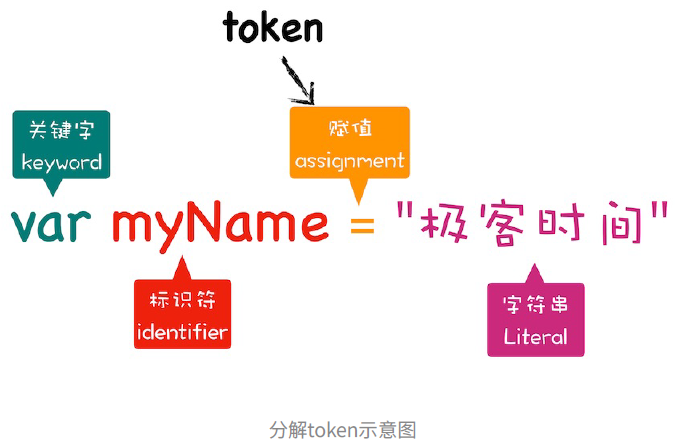 token
关键字
keyword
赋值
assignment
var myName = "极客时间"
标识符
identifier
字符串
Literal
分解token示意图